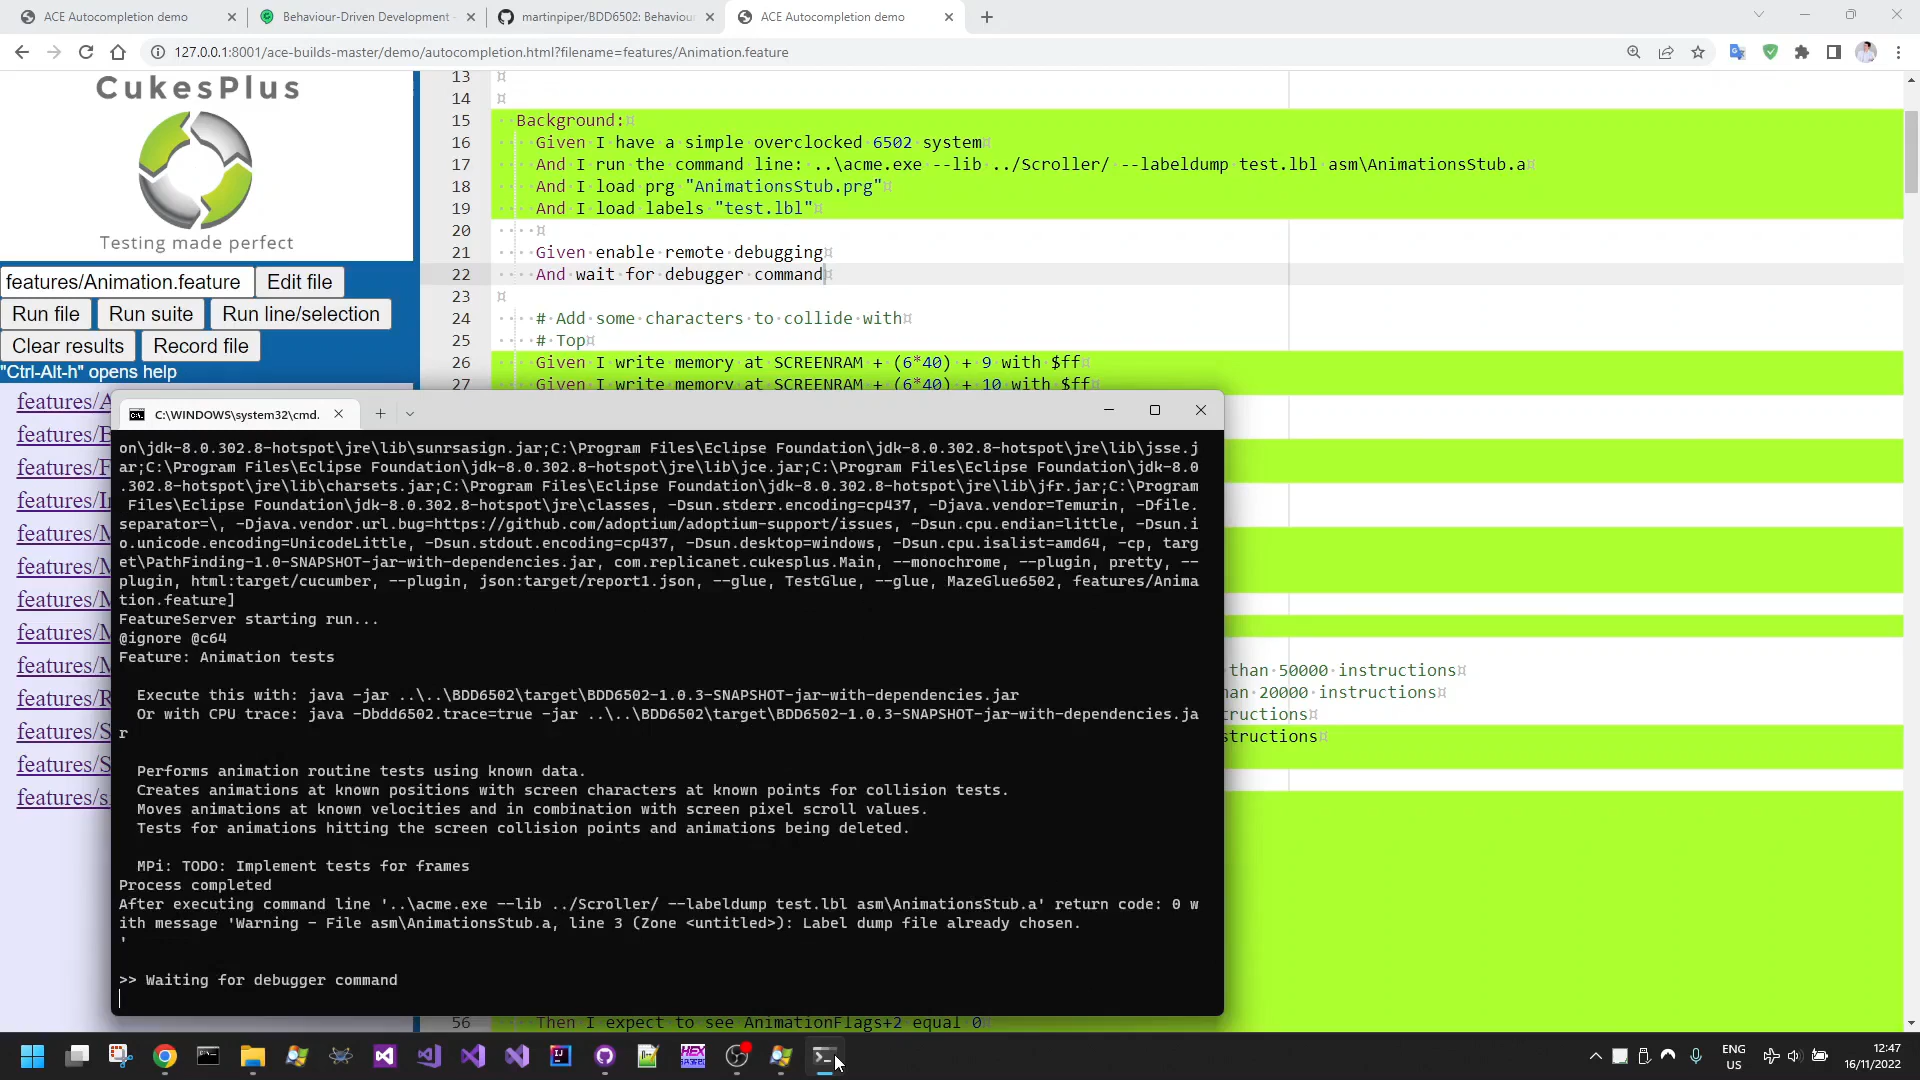 ACE Autocompletion demo
Behaviour-Driven Development -
martinpiper/BDD6502: Behaviour
ACE Autocompletion demo
127.0.0.1:8001/ace-builds-master/demo/autocompletion.html?filename=features/Animation.feature
CukesPlus
Testing made perfect
features/Animation.feature Edit file
Run file Run suite Run line/selection
Clear results Record file
"Ctrl-Alt-h" opens help
features/A
features/
features/F
features/In
features/M
features/M
features/M
features/M
features/M
features/R
features/S
features/S
features/s
13
14
15 Background:
16 Given I have a simple overclocked 6502 system
17 And I run the command line: ..\acme.exe --lib ../Scroller/ --labeldump test.lbl asm\AnimationsStub.a
18 And I load prg "AnimationsStub.prg"
19 And I load labels "test.lbl"
20
21 Given enable remote debugging
22 And wait for debugger command
23
24 # Add some characters to collide with
25 # Top
26 Given I write memory at SCREENRAM + (6*40) + 9 with $ff
27 Given I write memory at SCREENRAM + (6*40) + 10 with $ff
than 50000 instructions
an 20000 instructions
ructions
structions
56 Then I expect to see AnimationFlags+2 equal 0
C:\WINDOWS\system32\cmd.
on\jdk-8.0.302.8-hotspot\jre\lib\sunrsasign.jar;C:\Program Files\Eclipse Foundation\jdk-8.0.302.8-hotspot\jre\lib\jsse.j
ar;C:\Program Files\Eclipse Foundation\jdk-8.0.302.8-hotspot\jre\lib\jce.jar;C:\Program Files\Eclipse Foundation\jdk-8.0
.302.8-hotspot\jre\lib\charsets.jar;C:\Program Files\Eclipse Foundation\jdk-8.0.302.8-hotspot\jre\lib\jfr.jar;C:\Program
Files\Eclipse Foundation\jdk-8.0.302.8-hotspot\jre\classes, -Dsun.stderr.encoding=cp437, -Djava.vendor=Temurin, -Dfile.
separator=\, -Djava.vendor.url.bug=https://github.com/adoptium/adoptium-support/issues, -Dsun.cpu.endian=little, -Dsun.i
o.unicode.encoding=UnicodeLittle, -Dsun.stdout.encoding=cp437, -Dsun.desktop=windows, -Dsun.cpu.isalist=amd64, -cp, targ
et\PathFinding-1.0-SNAPSHOT-jar-with-dependencies.jar, com.replicanet.cukesplus.Main, --monochrome, --plugin, pretty, --
plugin, html:target/cucumber, --plugin, json:target/report1.json, --glue, TestGlue, --glue, MazeGlue6502, features/Anima
tion.feature]
FeatureServer starting run...
@ignore @c64
Feature: Animation tests
Execute this with: java -jar ..\..\BDD6502\target\BDD6502-1.0.3-SNAPSHOT-jar-with-dependencies.jar
Or with CPU trace: java -Dbdd6502.trace=true -jar ..\..\BDD6502\target\BDD6502-1.0.3-SNAPSHOT-jar-with-dependencies.ja
r
Performs animation routine tests using known data.
Creates animations at known positions with screen characters at known points for collision tests.
Moves animations at known velocities and in combination with screen pixel scroll values.
Tests for animations hitting the screen collision points and animations being deleted.
MPi: TODO: Implement tests for frames
Process completed
After executing command line '..\acme.exe --lib ../Scroller/ --labeldump test.lbl asm\AnimationsStub.a' return code: 0 w
ith message 'Warning - File asm\AnimationsStub.a, line 3 (Zone <untitled>): Label dump file already chosen.
'
>> Waiting for debugger command
HEX
ENG
US
12:47
16/11/2022